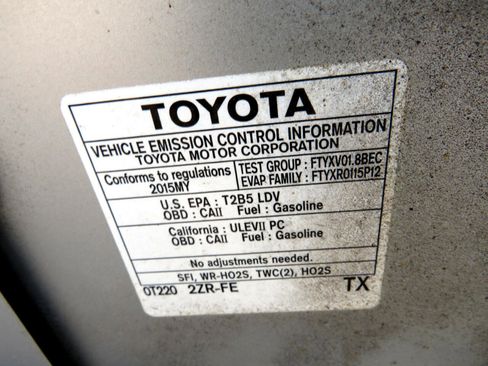 TOYOTA
VEHICLE EMISSION CONTROL INFORMATION
TOYOTA MOTOR CORPORATION
Conforms to regulations
2015MY
TEST GROUP : FTYXV01.8BEC
EVAP FAMILY : FTYXR0115P12
U.S. EPA : T2B5 LDV
OBD : CAII Fuel : Gasoline
California : ULEVII PC
OBD : CAII Fuel : Gasoline
No adjustments needed.
SFI, WR-HO2S, TWC(2), HO2S
0T220 2ZR-FE TX